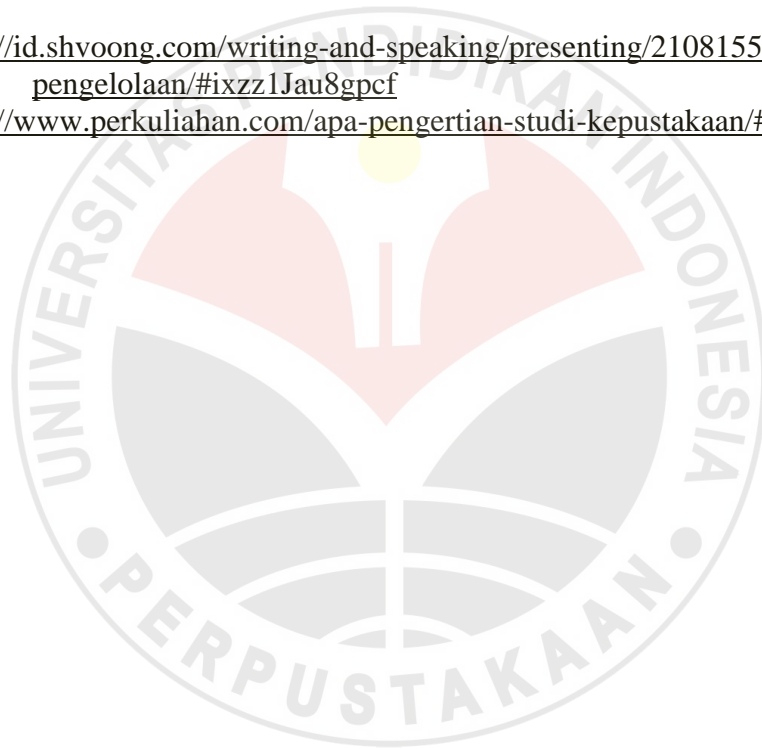 //id.shvoong.com/writing-and-speaking/presenting/2108155
pengelolaan/#ixzz1Jau8gpcf
//www.perkuliahan.com/apa-pengertian-studi-kepustakaan/#
UNIVERSITAS PENDIDIKAN INDONESIA
PERPUSTAKAAN